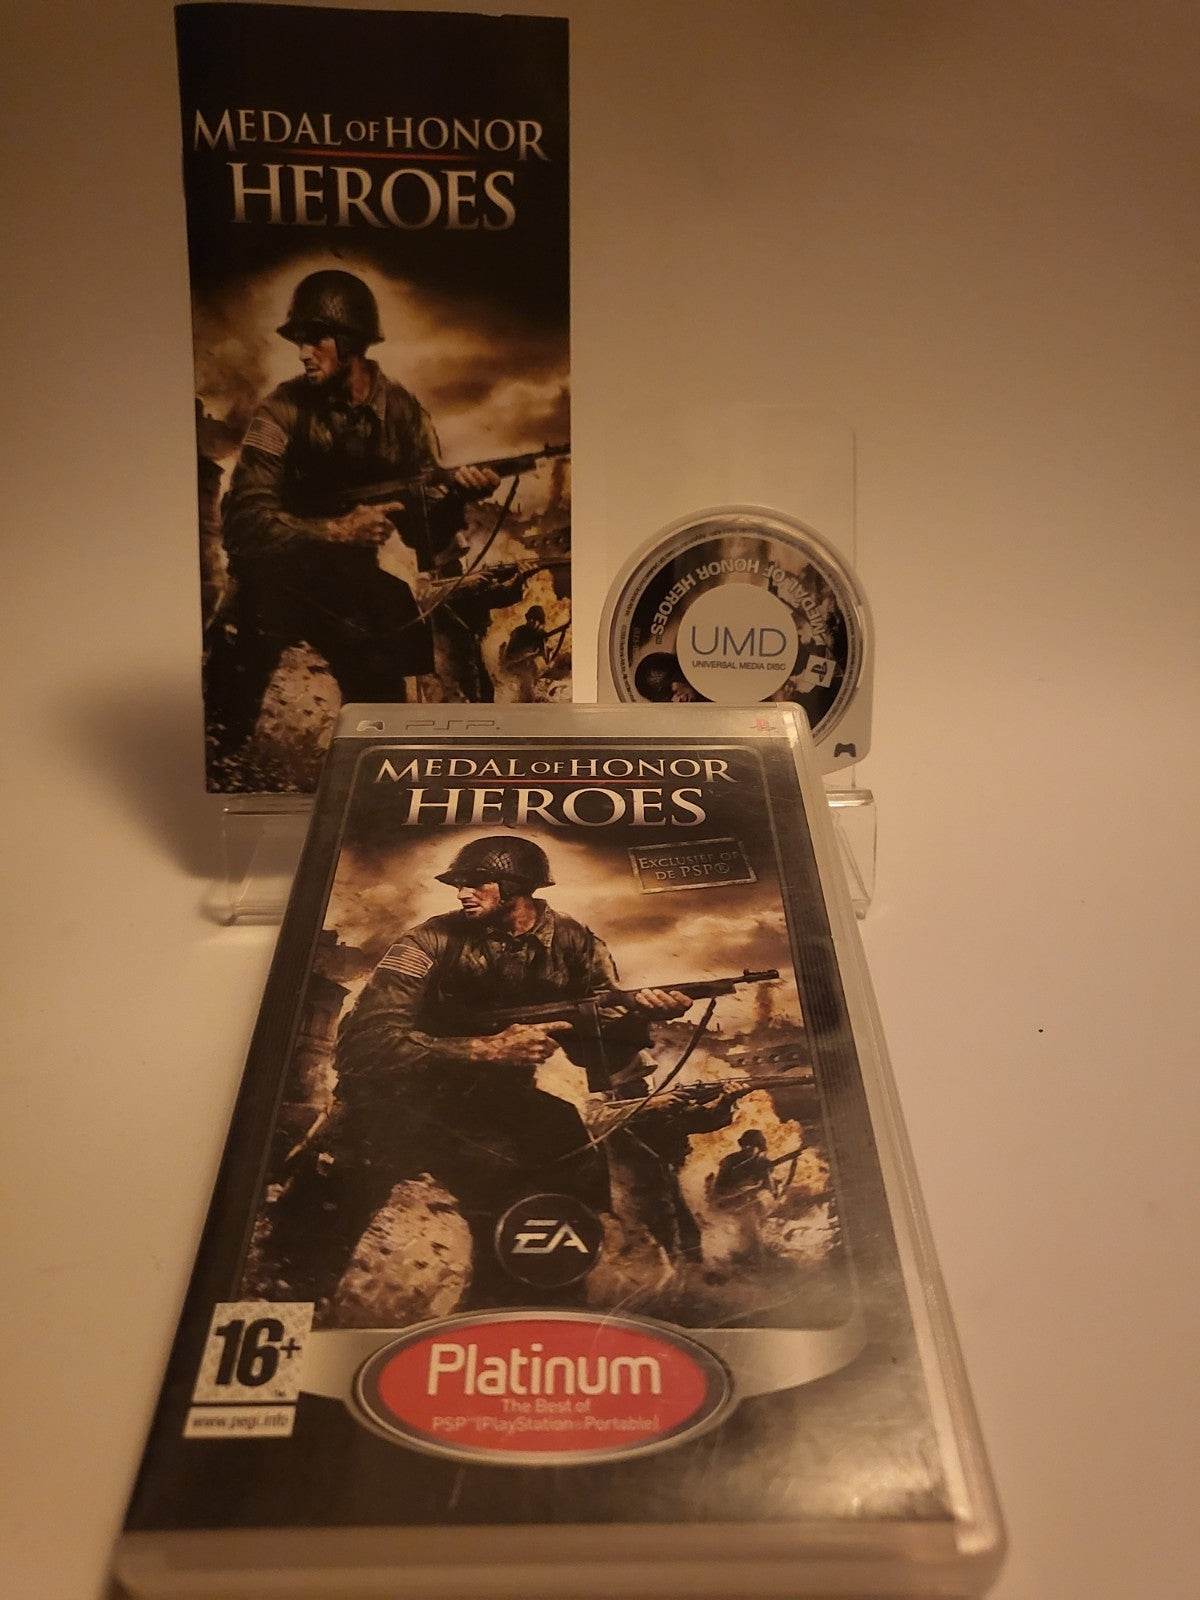 MEDAL OF HONOR
HEROES
MEDAL OF HONOR HEROES
UMD
UNIVERSAL MEDIA DISC
PSP
MEDAL OF HONOR
HEROES
EXCLUSIEF OP
DE PSP®
EA
16+
www.pegi.info
Platinum
The Best of
PSP™ (PlayStation®Portable)